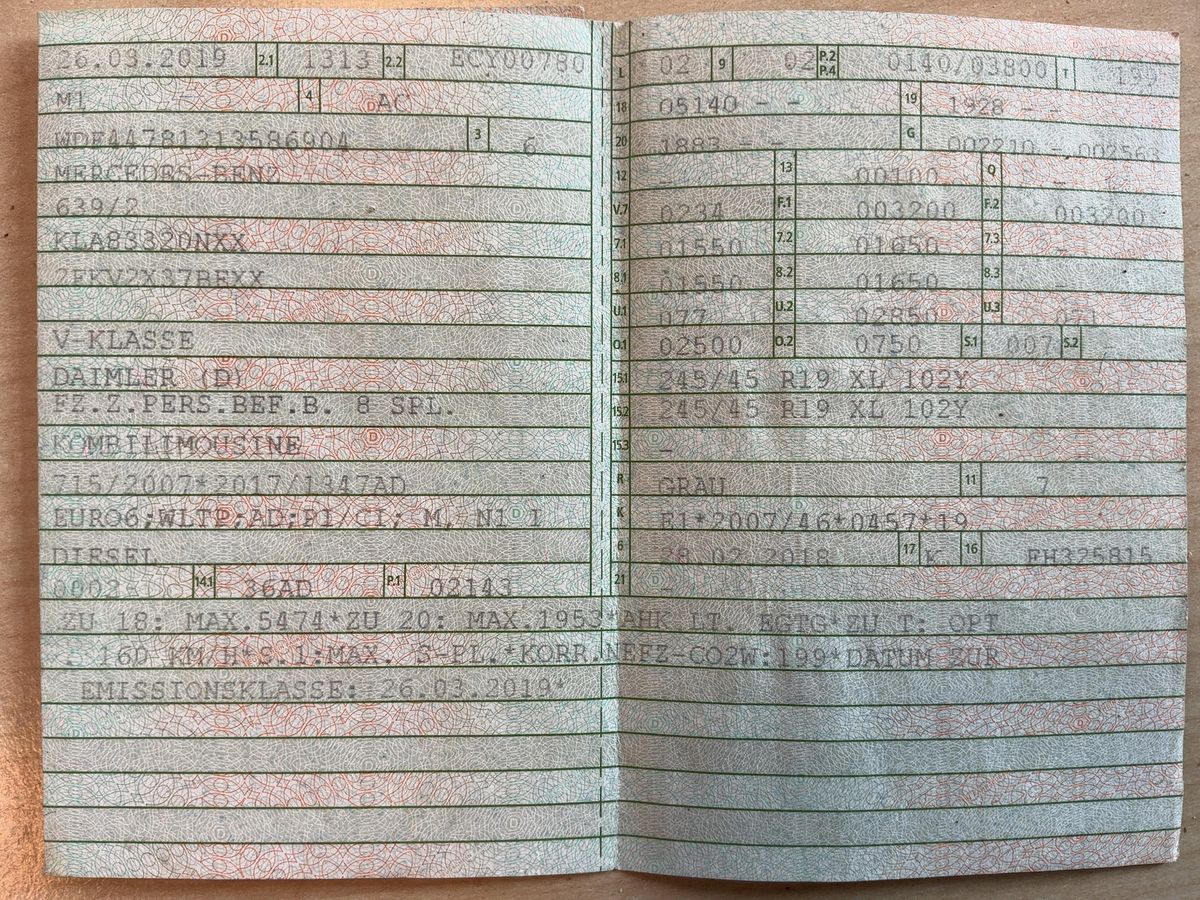 26.03.2019 2.1 1313 2.2 ECY00780
M1 - 4 AC
WDF44781313586904 3 6
MERCEDES-BENZ
639/2
KLA83320NXX
2FKV2X37BEXX
V-KLASSE
DAIMLER (D)
FZ.Z.PERS.BEF.B. 8 SPL.
KOMBILIMOUSINE
715/2007*2017/1347AD
EURO6;WLTP;AD;PI/CI; M, N1 I
DIESEL
0002 14.1 36AD P.1 02143
L 02 9 02 P.2 P.4 0140/03800 T 199
18 05140 - - 19 1928 -
20 1883 - - G 002210 - 002563
12 - 13 00100 Q -
V.7 0234 F.1 003200 F.2 003200
7.1 01550 7.2 01650 7.3 -
8.1 01550 8.2 01650 8.3 -
U.1 077 U.2 02850 U.3 071
O.1 02500 O.2 0750 S.1 007 S.2 -
15.1 245/45 R19 XL 102Y
15.2 245/45 R19 XL 102Y
15.3 -
R GRAU 11 7
K E1*2007/46*0457*19
6 28.02.2018 17 K 16 FH325815
21 -
ZU 18: MAX.5474*ZU 20: MAX.1953*AHK LT. EGTG*ZU T: OPT
. 160 KM/H*S.1:MAX. S-PL.*KORR.NEFZ-CO2W:199*DATUM ZUR
EMISSIONSKLASSE: 26.03.2019*